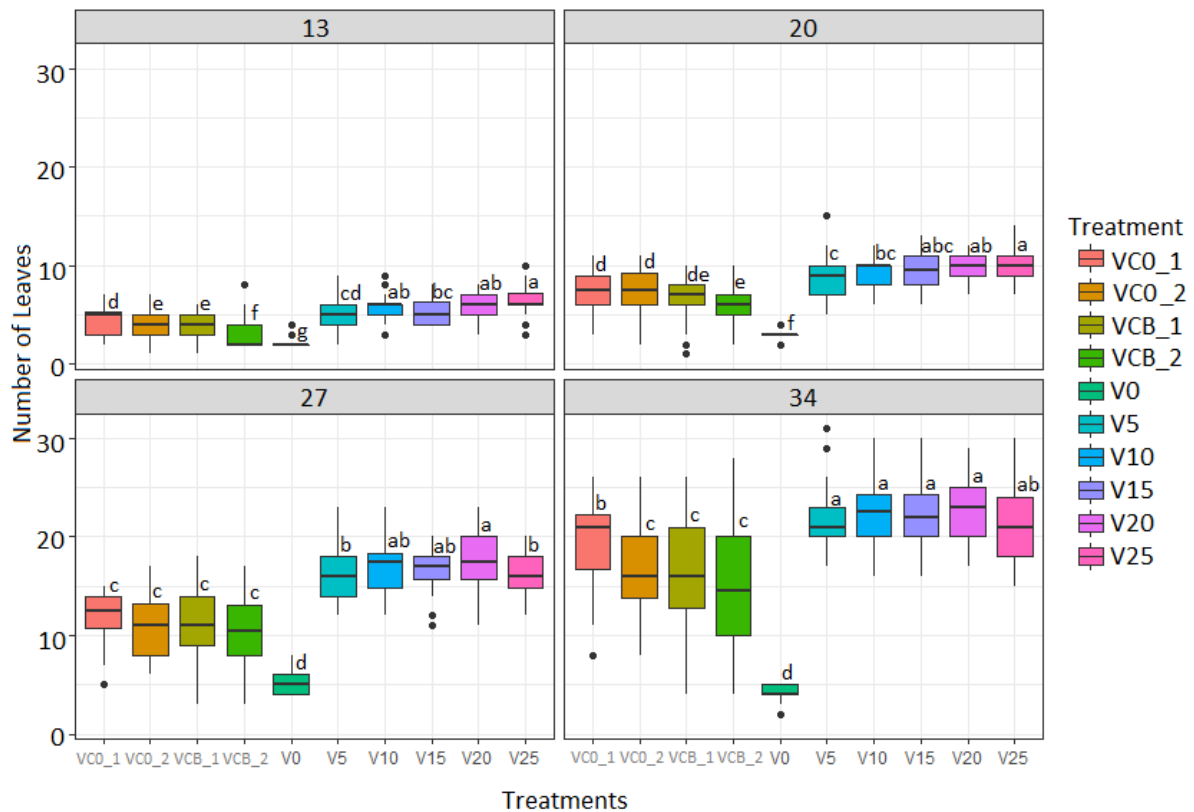 13
20
30
20
10
0
d
e
e
f
g
cd
ab
bc
ab
a
d
d
de
e
f
c
bc
abc
ab
a
Number of Leaves
27
34
30
20
10
0
c
c
c
c
d
b
ab
ab
a
b
b
c
c
c
d
a
a
a
a
ab
VC0_1 VC0_2 VCB_1 VCB_2 V0 V5 V10 V15 V20 V25
VC0_1 VC0_2 VCB_1 VCB_2 V0 V5 V10 V15 V20 V25
Treatments
Treatment
VC0_1
VC0_2
VCB_1
VCB_2
V0
V5
V10
V15
V20
V25